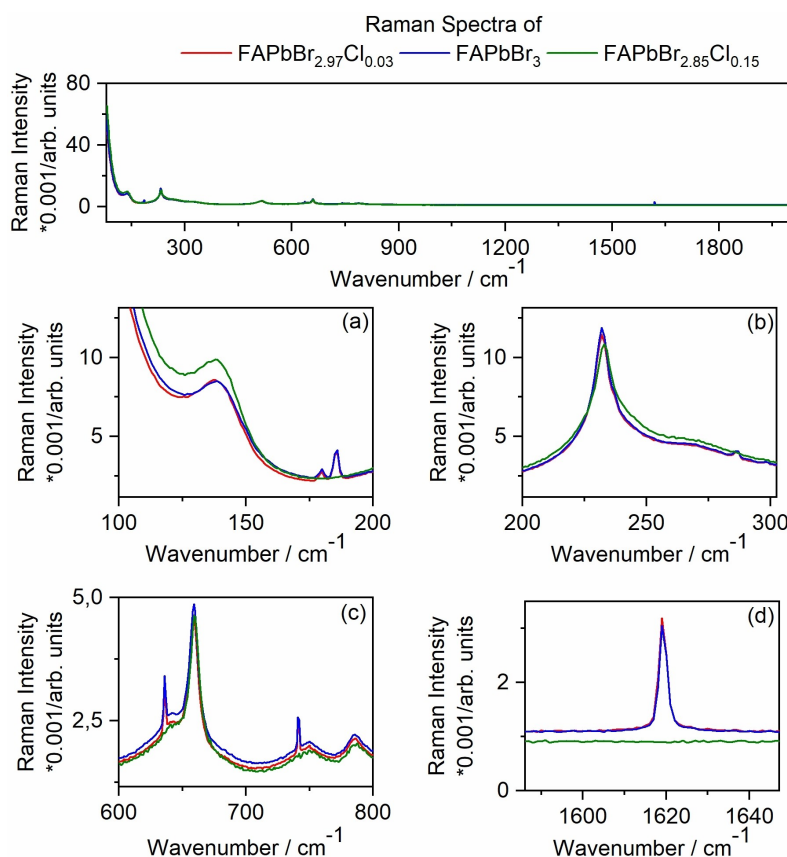 Raman Spectra of
FAPbBr2.97Cl0.03 FAPbBr3 FAPbBr2.85Cl0.15
80
40
0
Raman Intensity
*0.001/arb. units
300 600 900 1200 1500 1800
Wavenumber / cm-1
(a)
10
5
Raman Intensity
*0.001/arb. units
100 150 200
Wavenumber / cm-1
(b)
10
5
Raman Intensity
*0.001/arb. units
200 250 300
Wavenumber / cm-1
(c)
5,0
2,5
Raman Intensity
*0.001/arb. units
600 700 800
Wavenumber / cm-1
(d)
2
0
Raman Intensity
*0.001/arb. units
1600 1620 1640
Wavenumber / cm-1